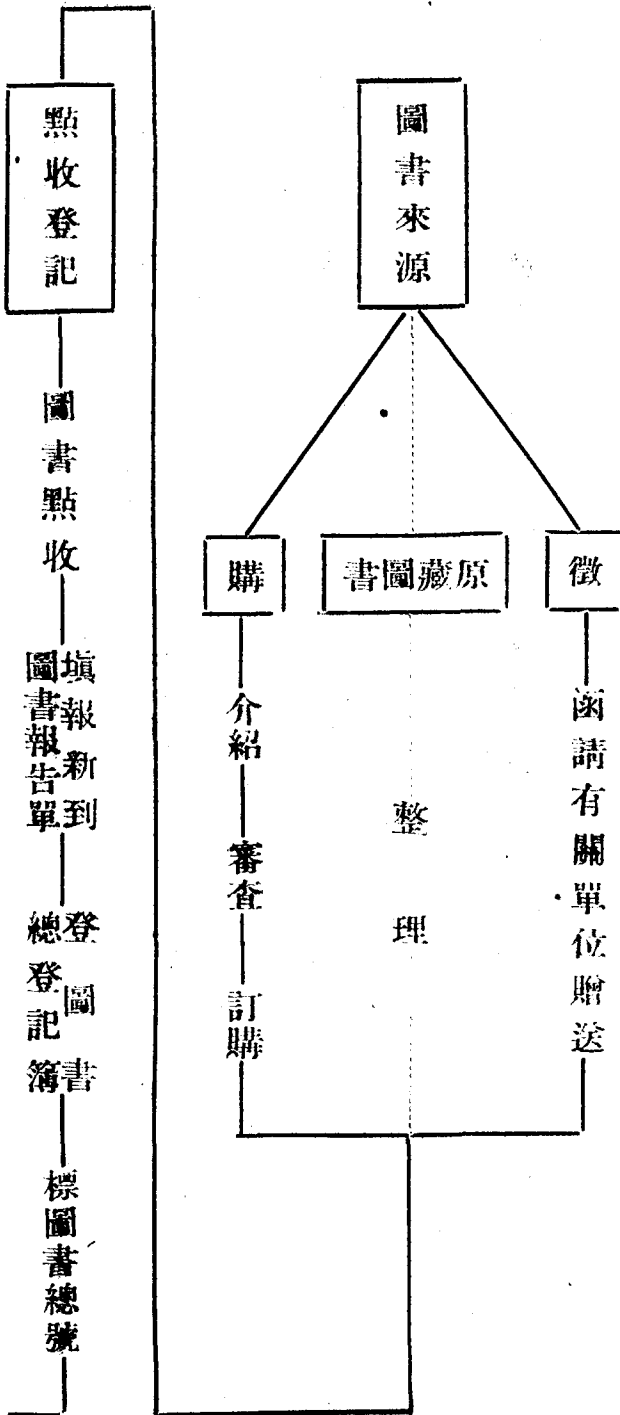 圖書來源
徵
原藏圖書
購
函請有關單位贈送
整理
介紹
審查
訂購
點收登記
圖書點收
填報新到
圖書報告單
登圖書
總登記簿
標圖書總號